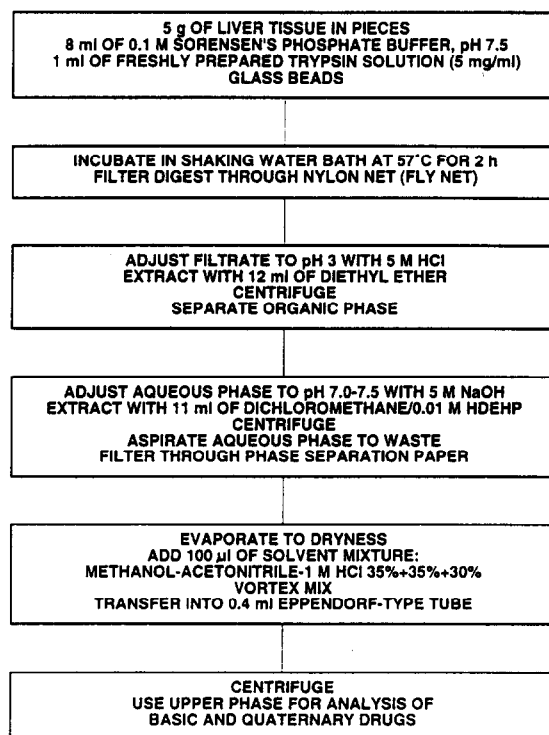 5 g OF LIVER TISSUE IN PIECES
8 ml OF 0.1 M SORENSEN'S PHOSPHATE BUFFER, pH 7.5
1 ml OF FRESHLY PREPARED TRYPSIN SOLUTION (5 mg/ml)
GLASS BEADS
INCUBATE IN SHAKING WATER BATH AT 57°C FOR 2 h
FILTER DIGEST THROUGH NYLON NET (FLY NET)
ADJUST FILTRATE TO pH 3 WITH 5 M HCl
EXTRACT WITH 12 ml OF DIETHYL ETHER
CENTRIFUGE
SEPARATE ORGANIC PHASE
ADJUST AQUEOUS PHASE TO pH 7.0-7.5 WITH 5 M NaOH
EXTRACT WITH 11 ml OF DICHLOROMETHANE/0.01 M HDEHP
CENTRIFUGE
ASPIRATE AQUEOUS PHASE TO WASTE
FILTER THROUGH PHASE SEPARATION PAPER
EVAPORATE TO DRYNESS
ADD 100 µl OF SOLVENT MIXTURE:
METHANOL-ACETONITRILE-1 M HCl 35%+35%+30%
VORTEX MIX
TRANSFER INTO 0.4 ml EPPENDORF-TYPE TUBE
CENTRIFUGE
USE UPPER PHASE FOR ANALYSIS OF
BASIC AND QUATERNARY DRUGS